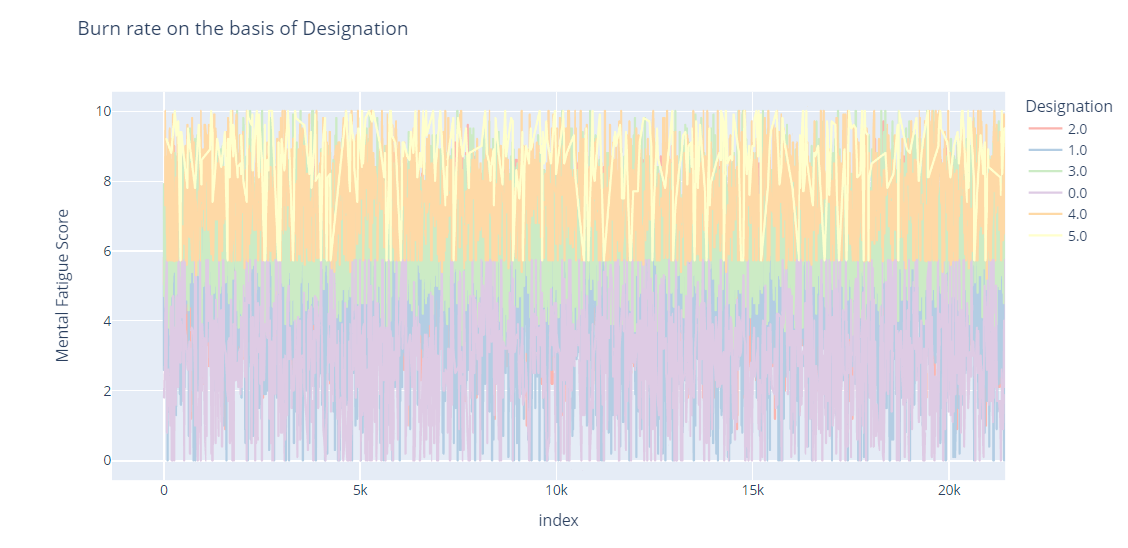 Burn rate on the basis of Designation
Mental Fatigue Score
10
8
6
4
2
0
0
5k
10k
15k
20k
index
Designation
2.0
1.0
3.0
0.0
4.0
5.0